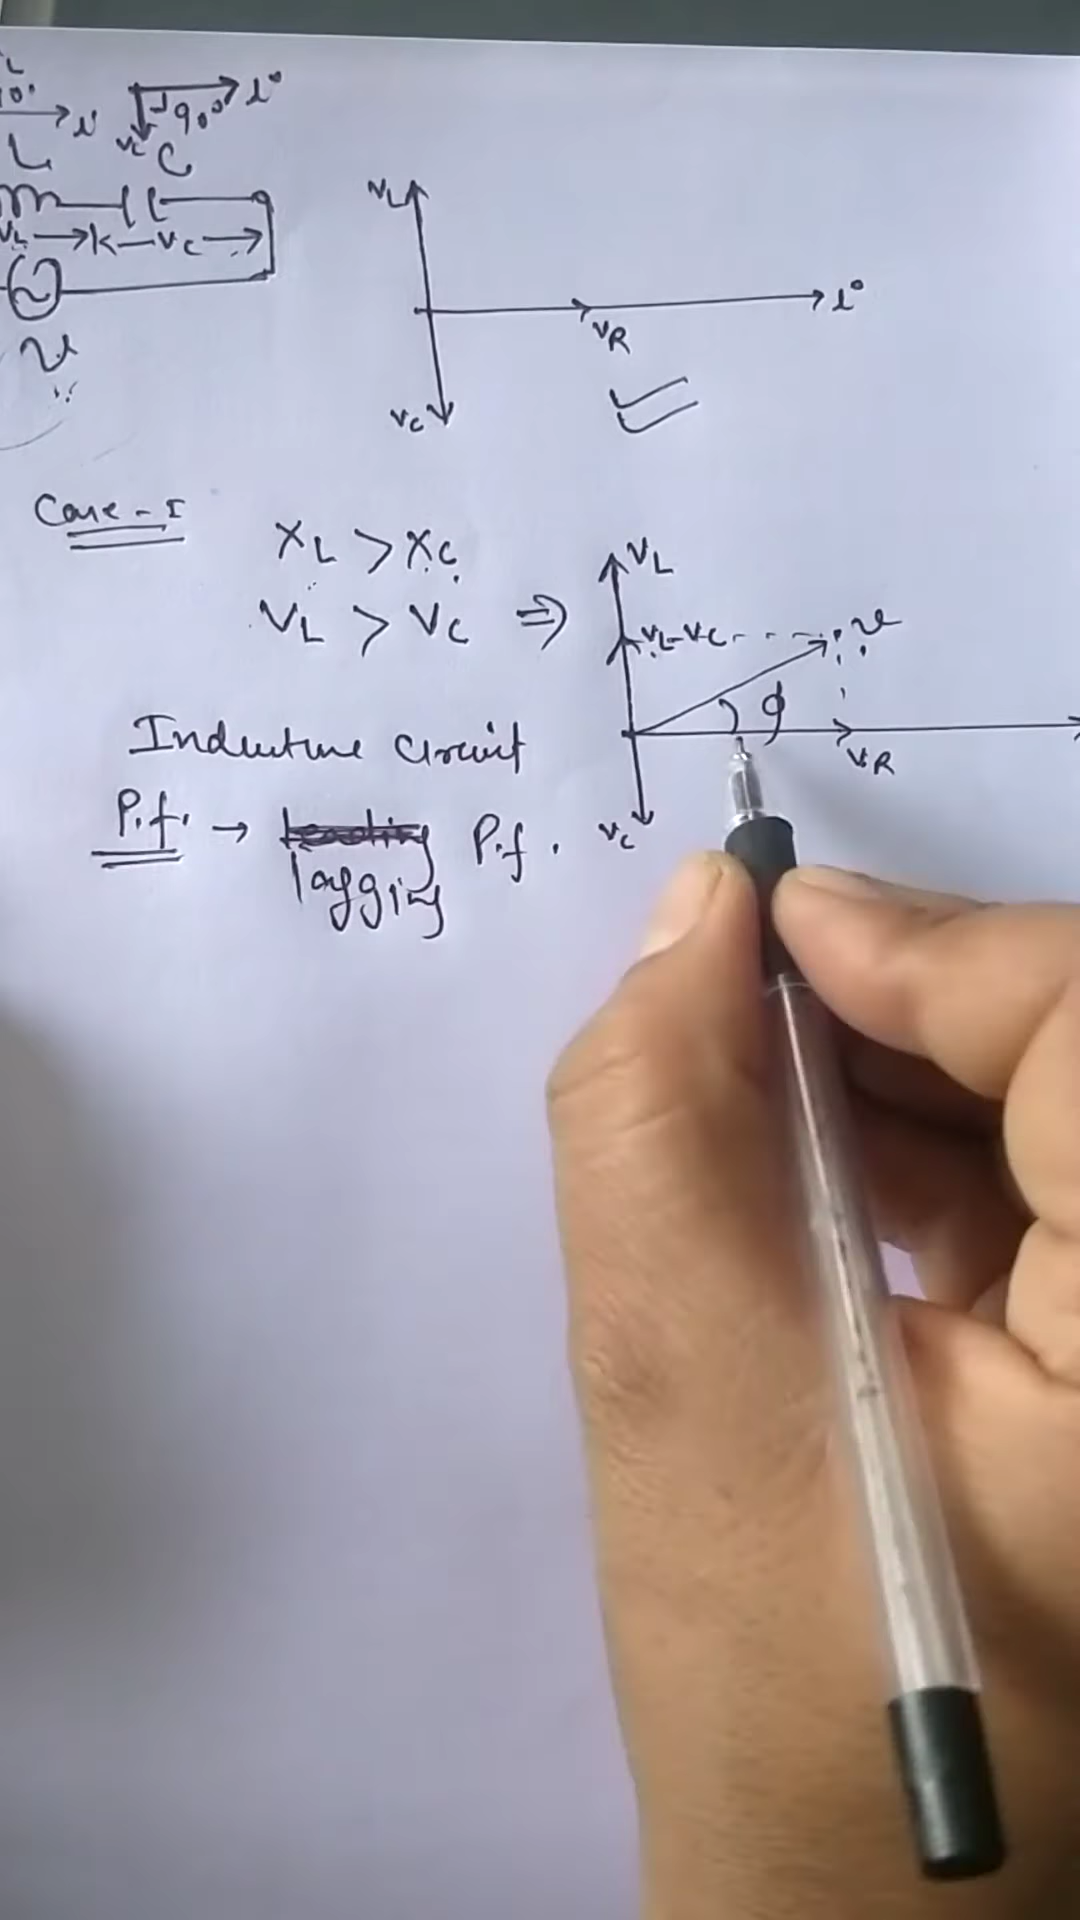 L
90° i
i 90°
L vc C
VL vc
v
VL
i
VR
vc
Case - I
XL > XC
VL > VC ⇒
VL
VL-VC v
ϕ
VR
vc
Inductive Circuit
P.f. → lagging P.f.